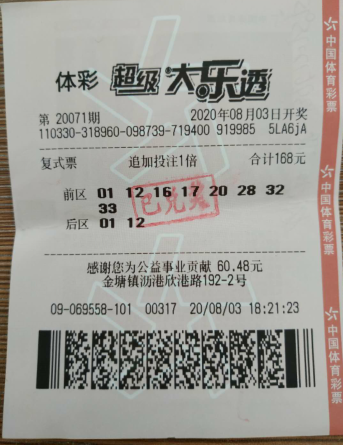 体彩 超级大乐透
第 20071期 2020年08月03日开奖
110330-318960-098739-719400 919985 5LA6jA
复式票 追加投注1倍 合计168元
前区 01 12 16 17 20 28 32
33
后区 01 12
已兑奖
感谢您为公益事业贡献 60.48元
金塘镇沥港欣港路192-2号
09-069558-101 00317 20/08/03 18:21:23
中国体育彩票
中国体育彩票
中国体育彩票